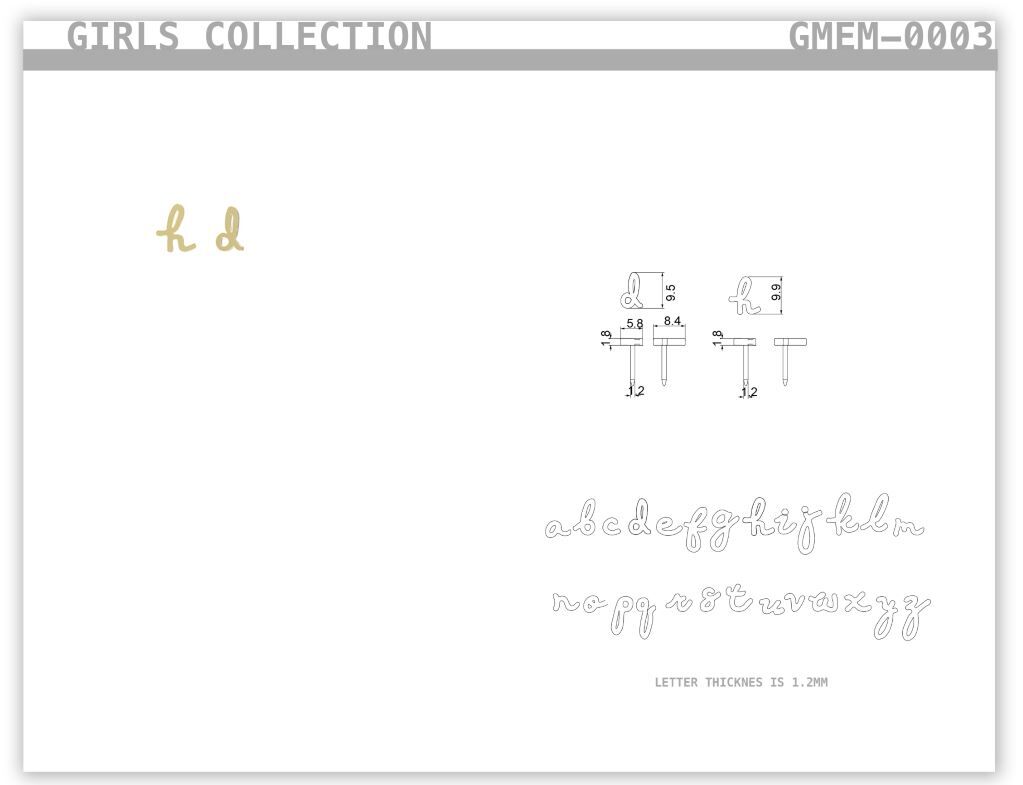 GIRLS COLLECTION GMEM-0003
h d
9.5 9.9
5.8 8.4
1.8 1.8
1.2 1.2
abcdefghijklm
nopqrstuvwxyz
LETTER THICKNES IS 1.2MM